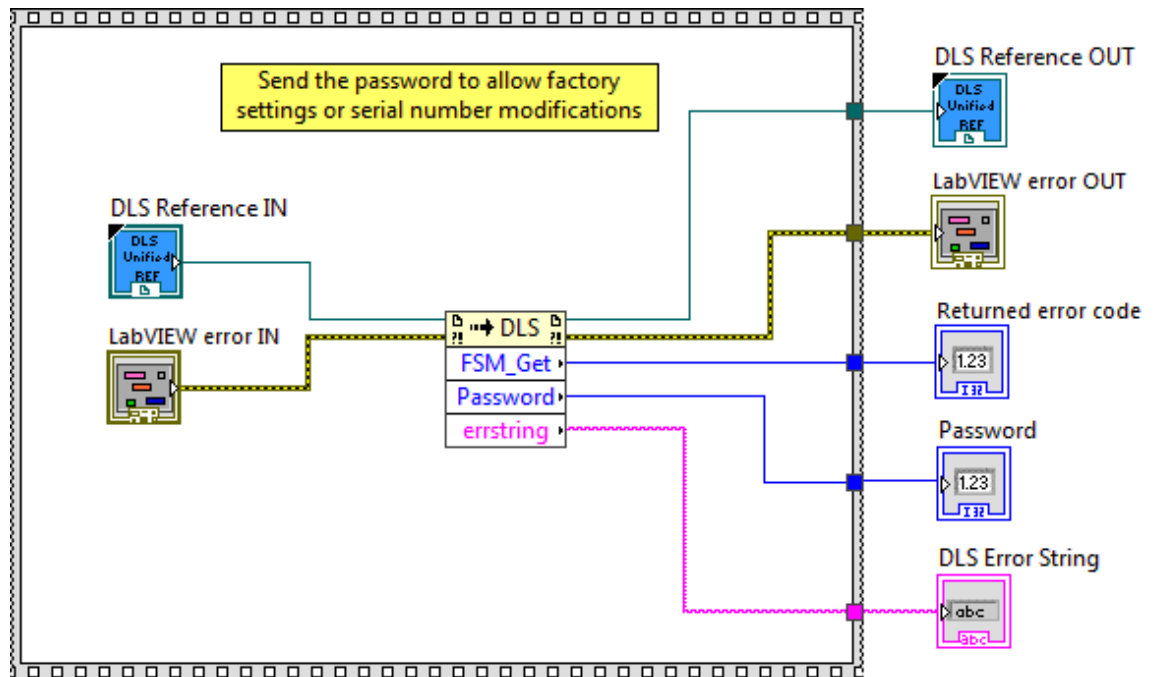 Send the password to allow factory
settings or serial number modifications
DLS Reference OUT
DLS
Unified
REF
LabVIEW error OUT
DLS Reference IN
DLS
Unified
REF
LabVIEW error IN
?! DLS ?!
FSM_Get
Password
errstring
Returned error code
1.23
I32
Password
1.23
I32
DLS Error String
abc
abc